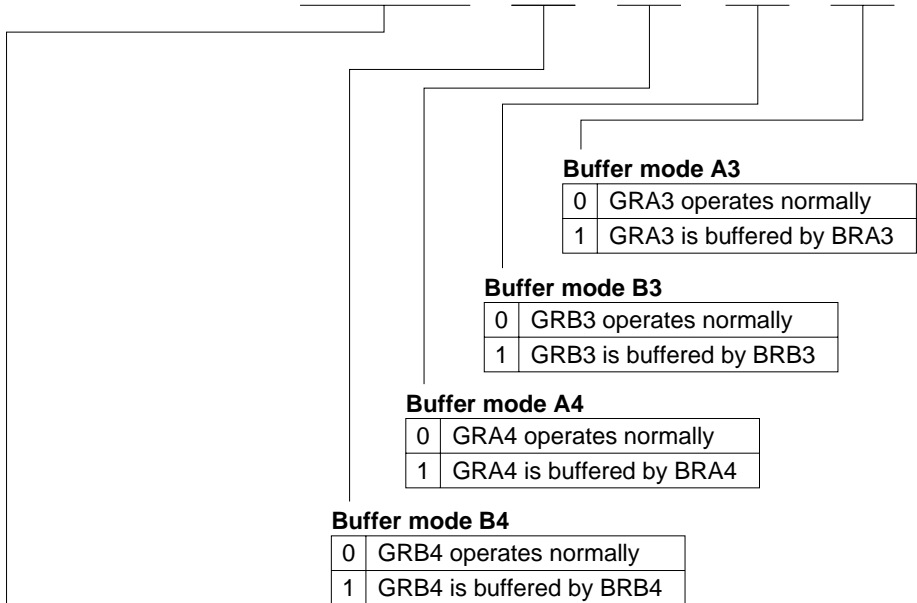 Buffer mode A3
0 GRA3 operates normally
1 GRA3 is buffered by BRA3
Buffer mode B3
0 GRB3 operates normally
1 GRB3 is buffered by BRB3
Buffer mode A4
0 GRA4 operates normally
1 GRA4 is buffered by BRA4
Buffer mode B4
0 GRB4 operates normally
1 GRB4 is buffered by BRB4